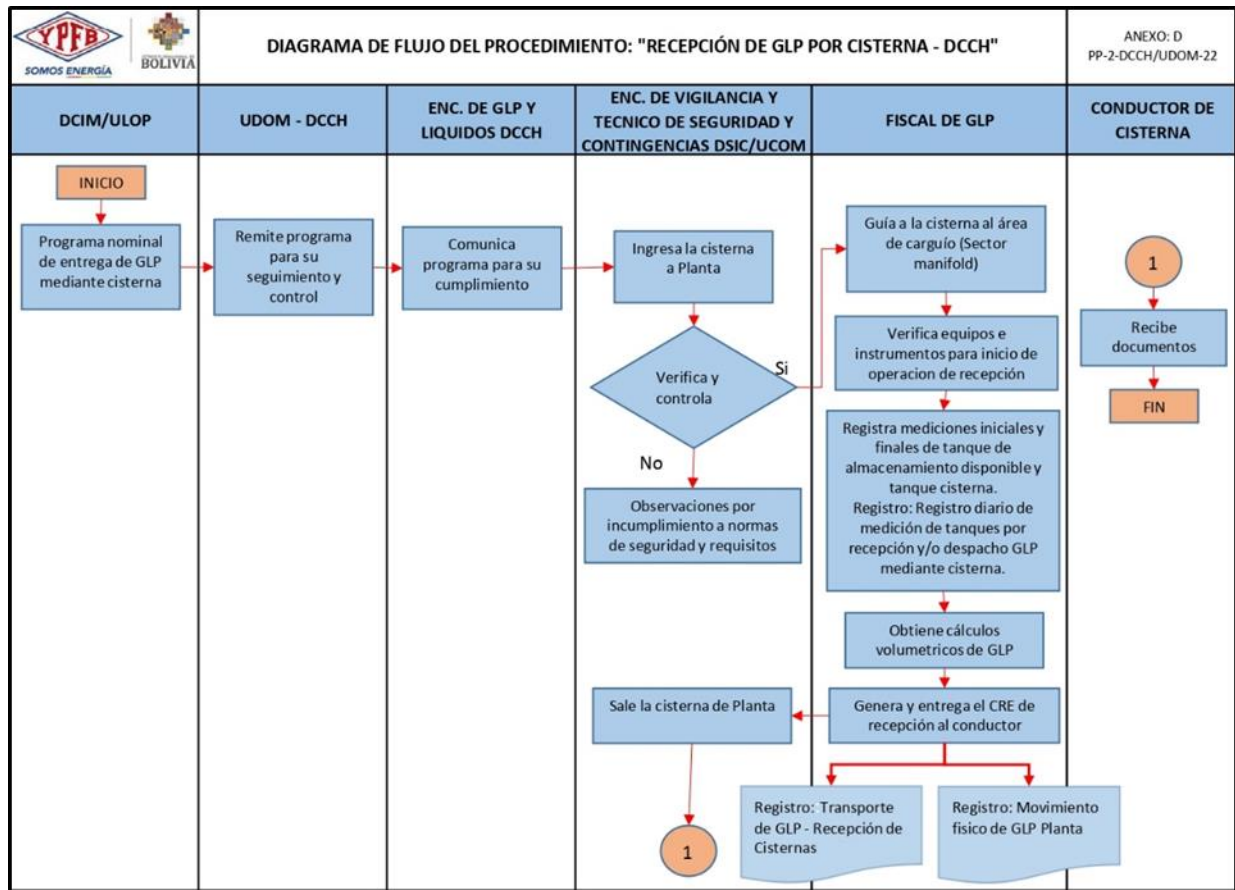 YPFB
SOMOS ENERGÍA
BOLIVIA
DIAGRAMA DE FLUJO DEL PROCEDIMIENTO: "RECEPCIÓN DE GLP POR CISTERNA - DCCH"
ANEXO: D
PP-2-DCCH/UDOM-22
DCIM/ULOP
UDOM - DCCH
ENC. DE GLP Y
LIQUIDOS DCCH
ENC. DE VIGILANCIA Y
TECNICO DE SEGURIDAD Y
CONTINGENCIAS DSIC/UCOM
FISCAL DE GLP
CONDUCTOR DE
CISTERNA
INICIO
Programa nominal
de entrega de GLP
mediante cisterna
Remite programa
para su
seguimiento y
control
Comunica
programa para su
cumplimiento
Ingresa la cisterna
a Planta
Verifica y
controla
Si
No
Observaciones por
incumplimiento a normas
de seguridad y requisitos
Guía a la cisterna al área
de carguío (Sector
manifold)
Verifica equipos e
instrumentos para inicio de
operacion de recepción
Registra mediciones iniciales y
finales de tanque de
almacenamiento disponible y
tanque cisterna.
Registro: Registro diario de
medición de tanques por
recepción y/o despacho GLP
mediante cisterna.
Obtiene cálculos
volumetricos de GLP
Genera y entrega el CRE de
recepción al conductor
Sale la cisterna de Planta
1
Registro: Transporte
de GLP - Recepción de
Cisternas
Registro: Movimiento
fisico de GLP Planta
1
Recibe
documentos
FIN